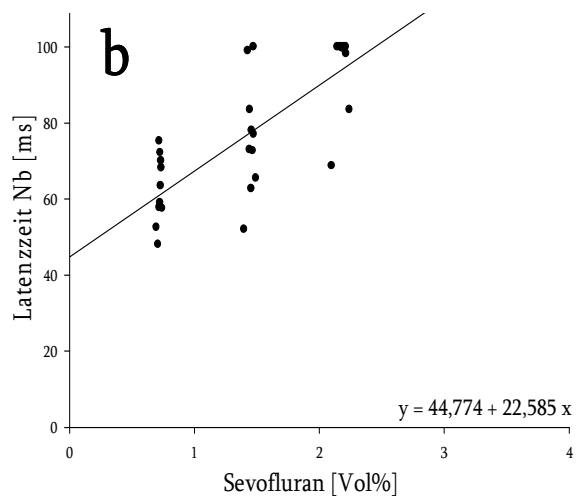 b
Latenzzeit Nb [ms]
100
80
60
40
20
0
y = 44,774 + 22,585 x
0 1 2 3 4
Sevofluran [Vol%]